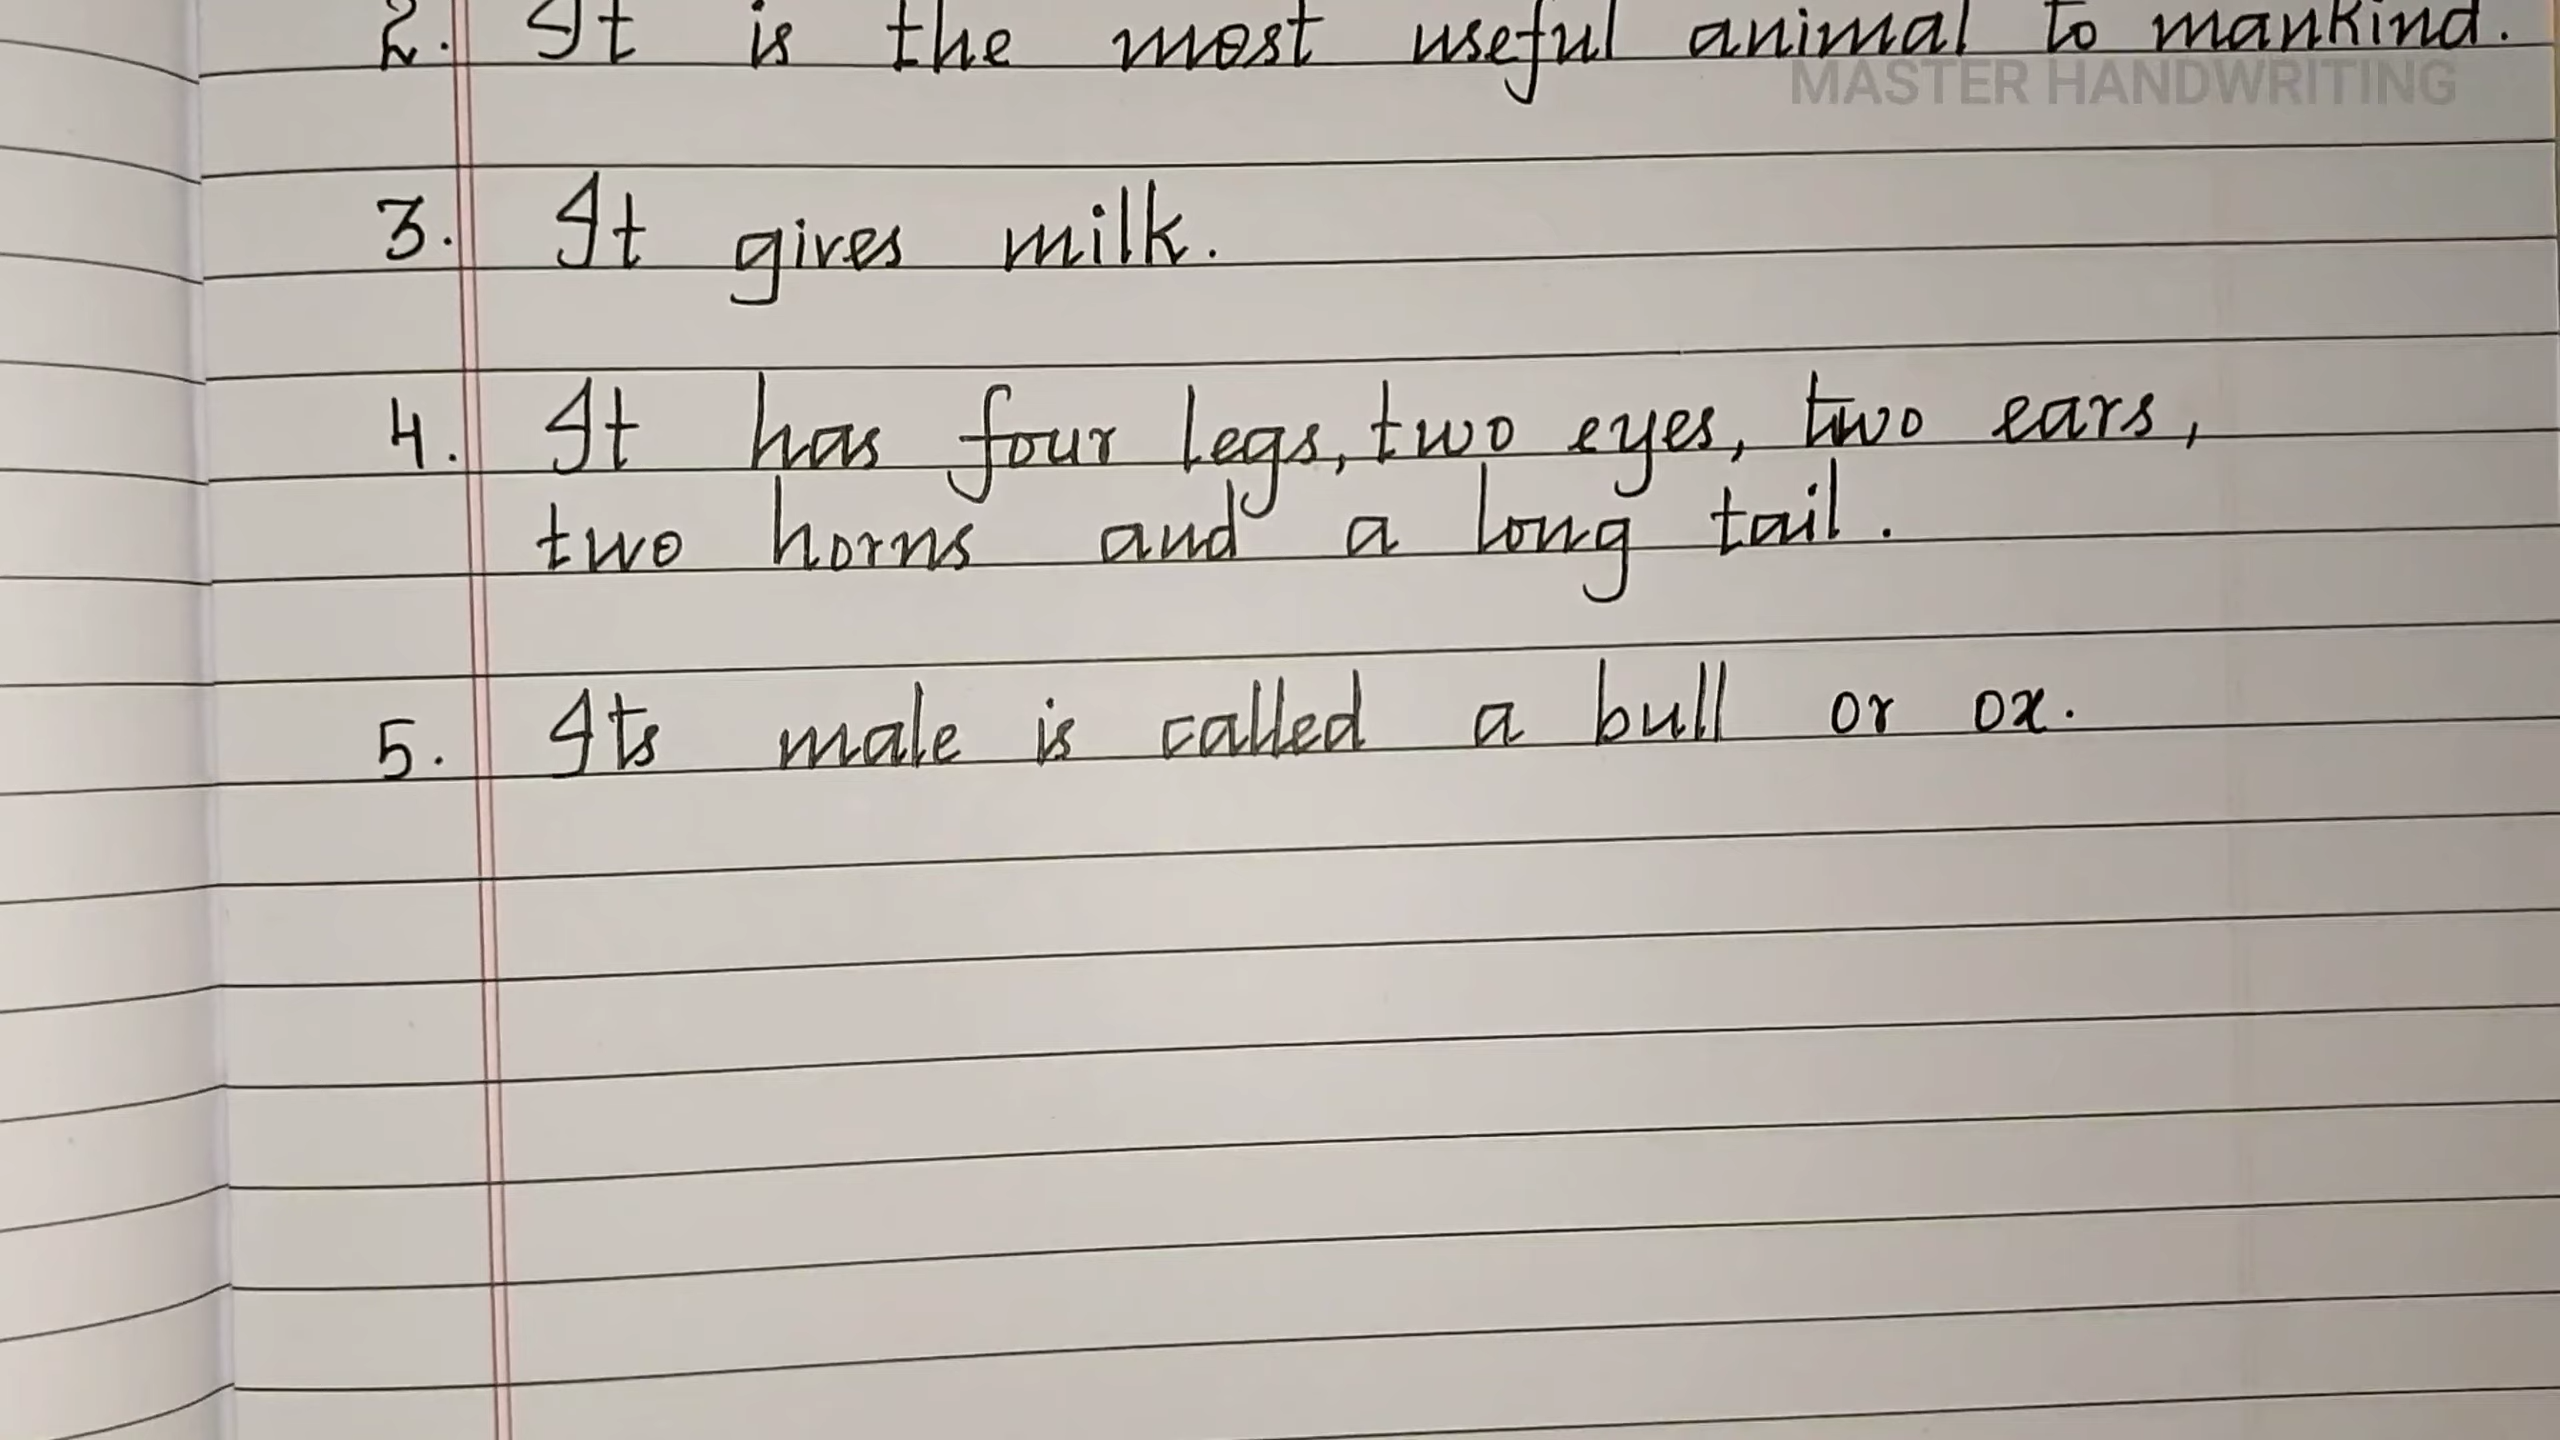 2. It is the most useful animal to mankind.
MASTER HANDWRITING
3. It gives milk.
4. It has four legs, two eyes, two ears,
two horns and a long tail.
5. Its male is called a bull or ox.